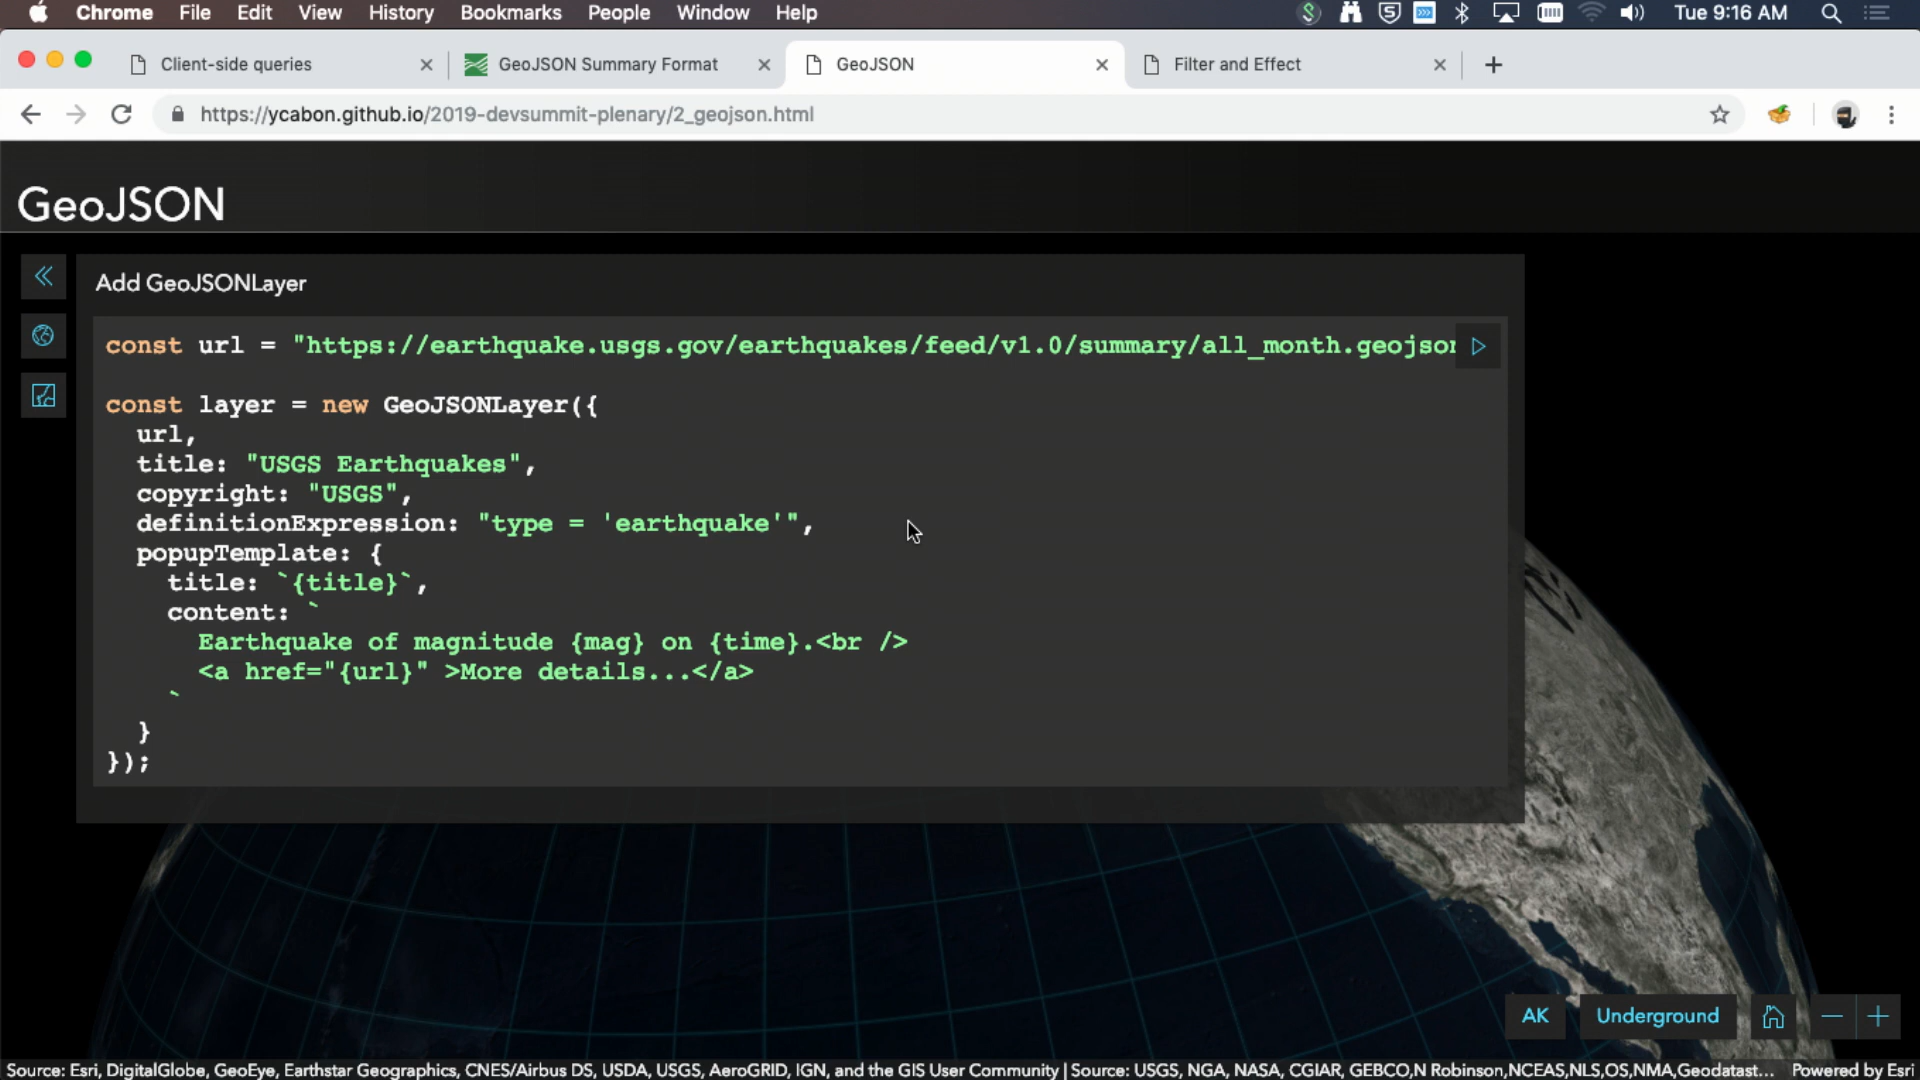 Chrome File Edit View History Bookmarks People Window Help Tue 9:16 AM
Client-side queries GeoJSON Summary Format GeoJSON Filter and Effect
https://ycabon.github.io/2019-devsummit-plenary/2_geojson.html
GeoJSON
Add GeoJSONLayer
const url = "https://earthquake.usgs.gov/earthquakes/feed/v1.0/summary/all_month.geojson
const layer = new GeoJSONLayer({
url,
title: "USGS Earthquakes",
copyright: "USGS",
definitionExpression: "type = 'earthquake'",
popupTemplate: {
title: `{title}`,
content: `
Earthquake of magnitude {mag} on {time}.<br />
<a href="{url}" >More details...</a>
`
}
});
AK Underground
Source: Esri, DigitalGlobe, GeoEye, Earthstar Geographics, CNES/Airbus DS, USDA, USGS, AeroGRID, IGN, and the GIS User Community | Source: USGS, NGA, NASA, CGIAR, GEBCO,N Robinson,NCEAS,NLS,OS,NMA,Geodatast... Powered by Esri